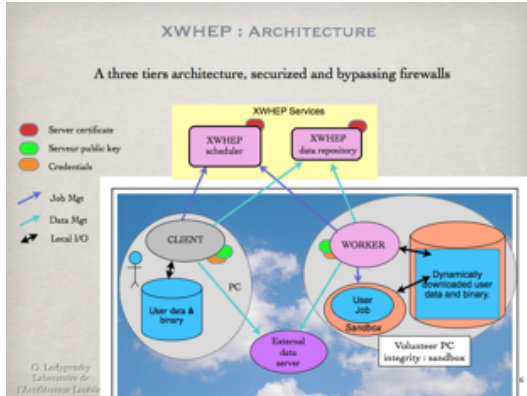 XWHEP : ARCHITECTURE
A three tiers architecture, securized and bypassing firewalls
XWHEP Services
Server certificate
Serveur public key
Credentials
XWHEP
scheduler
XWHEP
data repository
Job Mgt
Data Mgt
Local I/O
CLIENT
WORKER
PC
User data &
binary
Dynamically
downloaded user
data and binary.
User
Job
Sandbox
External
data
server
Volunteer PC
integrity : sandbox
Laboratoire de
6